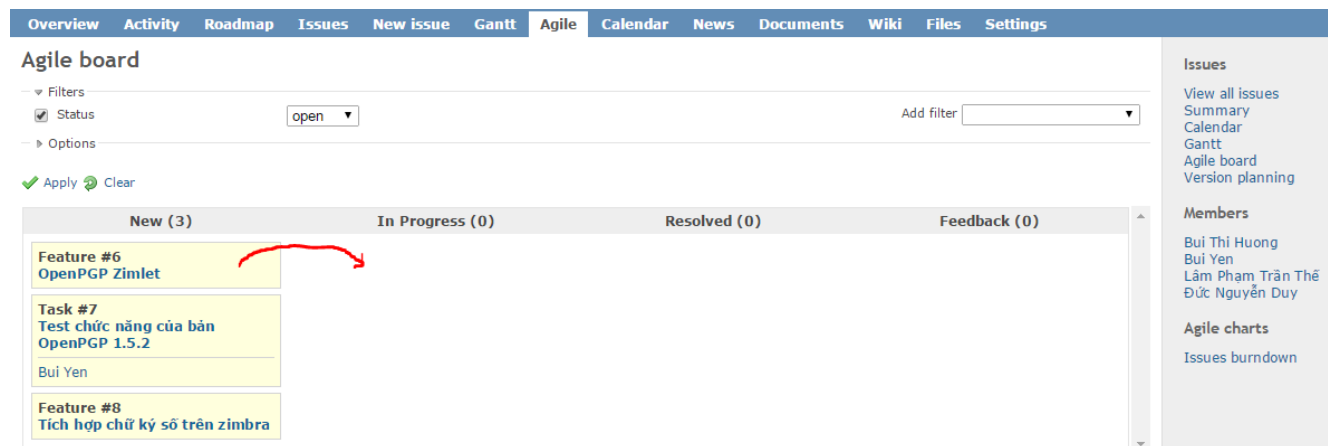 Overview Activity Roadmap Issues New issue Gantt Agile Calendar News Documents Wiki Files Settings
Agile board
Filters
Status open Add filter
Options
Apply Clear
New (3) In Progress (0) Resolved (0) Feedback (0)
Feature #6
OpenPGP Zimlet
Task #7
Test chức năng của bản
OpenPGP 1.5.2
Bui Yen
Feature #8
Tích hợp chữ ký số trên zimbra
Issues
View all issues
Summary
Calendar
Gantt
Agile board
Version planning
Members
Bui Thi Huong
Bui Yen
Lâm Phạm Trần Thế
Đức Nguyễn Duy
Agile charts
Issues burndown